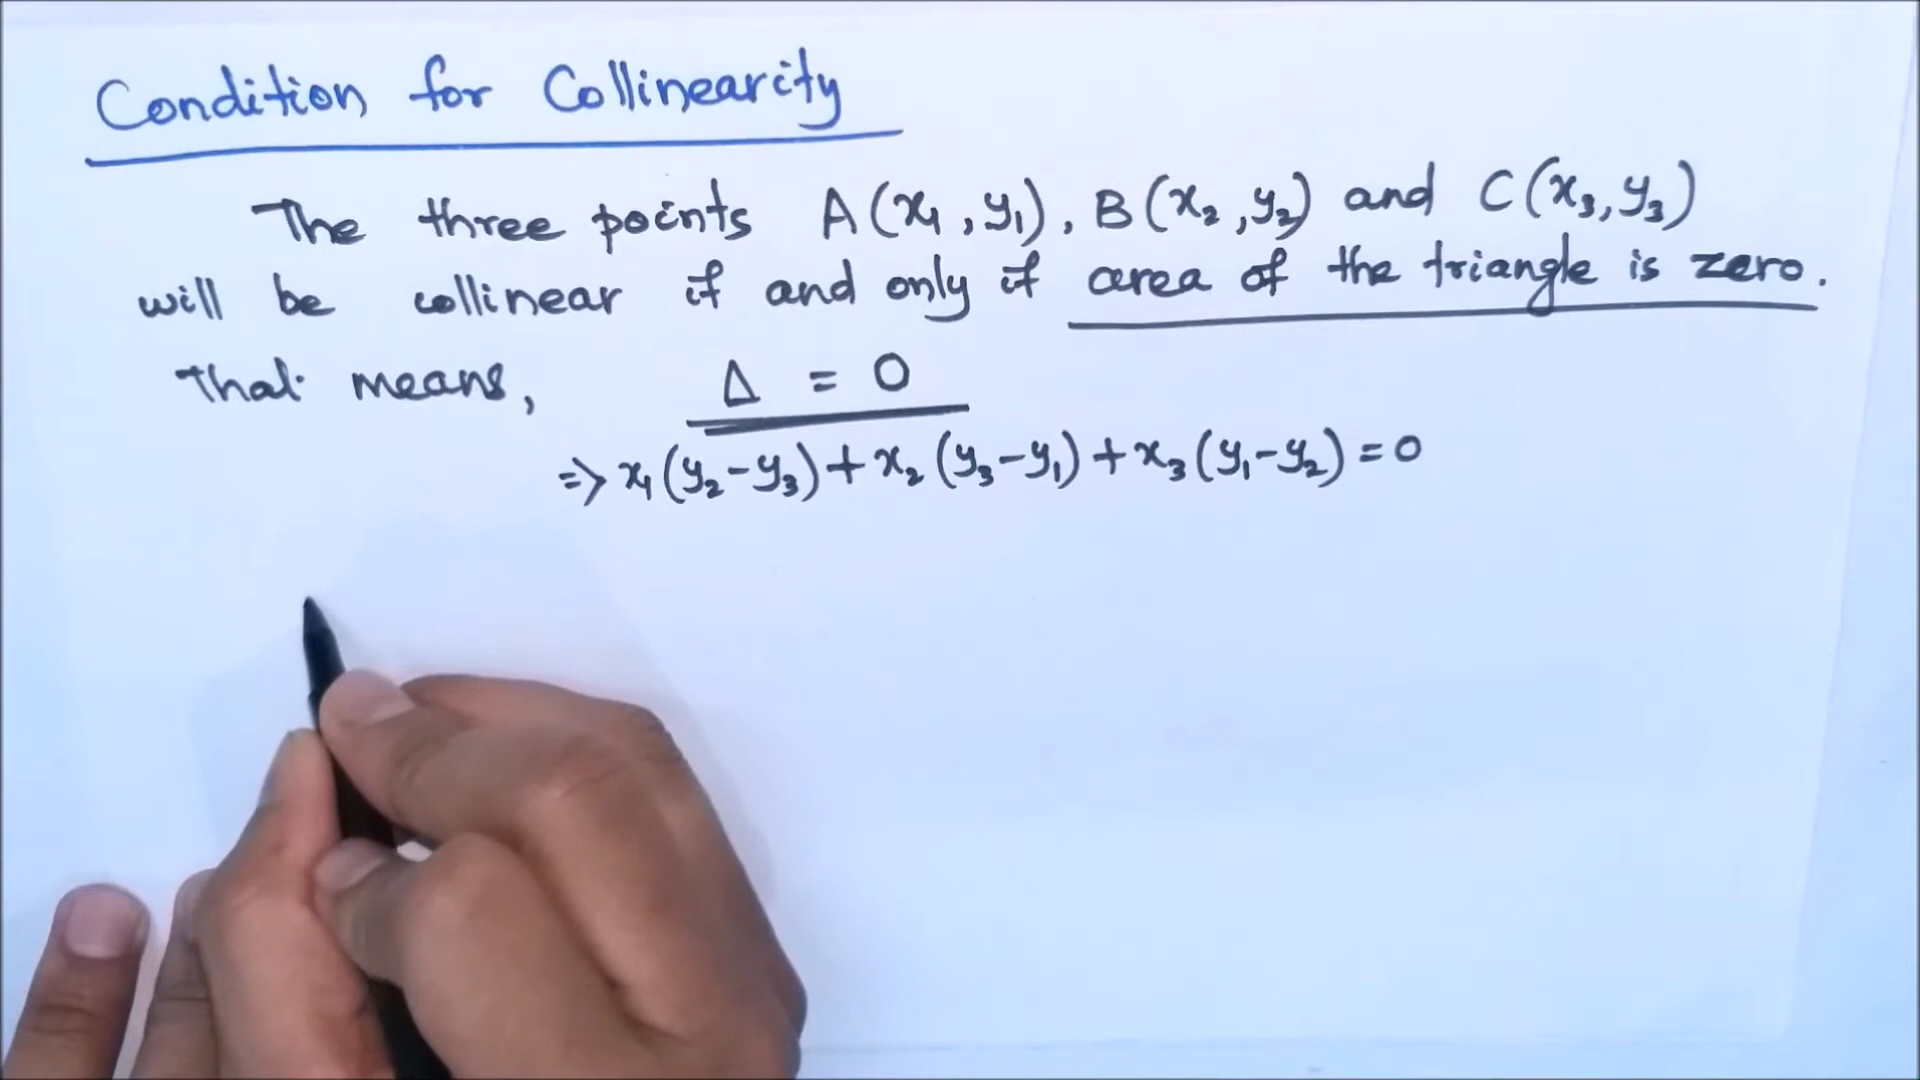 Condition for Collinearity
The three points A(x₁,y₁), B(x₂,y₂) and C(x₃,y₃)
will be collinear if and only if area of the triangle is zero.
That means, Δ = 0
=> x₁(y₂-y₃)+x₂(y₃-y₁)+x₃(y₁-y₂)=0